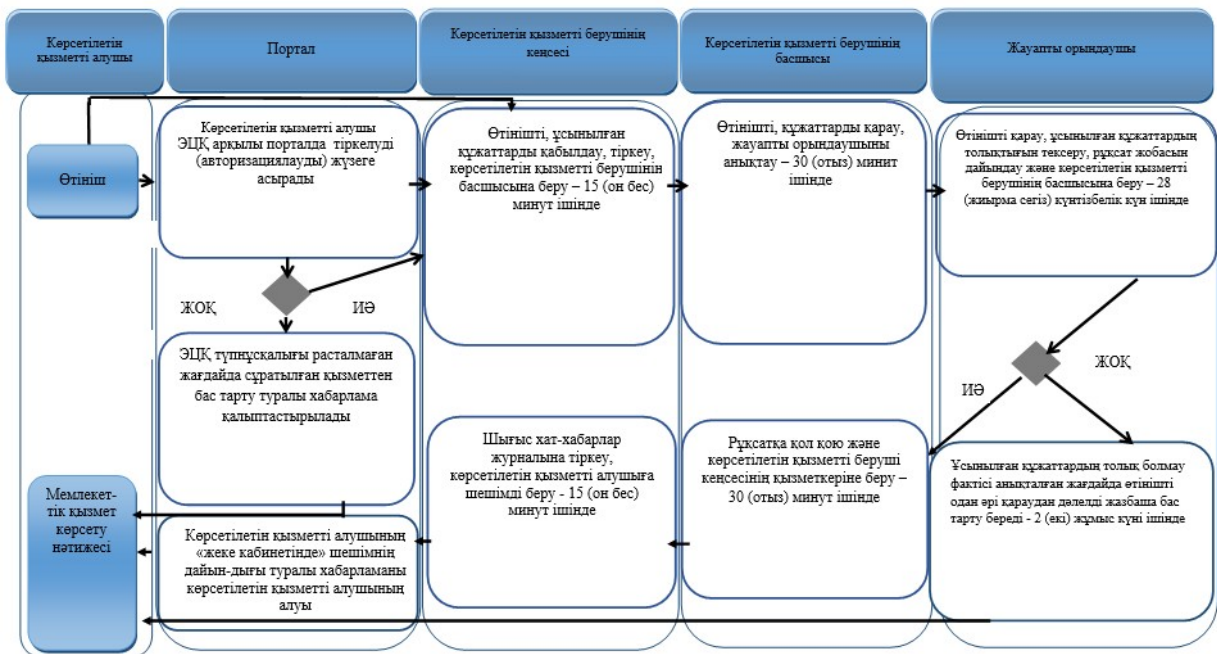 Көрсетілетін
қызметті алушы
Портал
Көрсетілетін қызметті берушінің
кеңсесі
Көрсетілетін қызметті берушінің
басшысы
Жауапты орындаушы
Өтініш
Көрсетілетін қызметті алушы
ЭЦҚ арқылы порталда тіркелуді
(авторизациялауды) жүзеге
асырады
Өтінішті, ұсынылған
құжаттарды қабылдау, тіркеу,
көрсетілетін қызметті берушінің
басшысына беру – 15 (он бес)
минут ішінде
Өтінішті, құжаттарды қарау,
жауапты орындаушыны
анықтау – 30 (отыз) минит
ішінде
Өтінішті қарау, ұсынылған құжаттардың
толықтығын тексеру, рұқсат жобасын
дайындау және көрсетілетін қызметті
берушінің басшысына беру – 28
(жиырма сегіз) күнтізбелік күн ішінде
ЖОҚ
ИӘ
ЭЦҚ түпнұсқалығы расталмаған
жағдайда сұратылған қызметтен
бас тарту туралы хабарлама
қалыптастырылады
ИӘ
ЖОҚ
Шығыс хат-хабарлар
журналына тіркеу,
көрсетілетін қызметті алушыға
шешімді беру - 15 (он бес)
минут ішінде
Рұқсатқа қол қою және
көрсетілетін қызметті беруші
кеңсесінің қызметкеріне беру –
30 (отыз) минут ішінде
Ұсынылған құжаттардың толық болмау
фактісі анықталған жағдайда өтінішті
одан әрі қараудан дәлелді жазбаша бас
тарту береді - 2 (екі) жұмыс күні ішінде
Мемлекет-
тік қызмет
көрсету
нәтижесі
Көрсетілетін қызметті алушының
«жеке кабинетінде» шешімнің
дайын-дығы туралы хабарламаны
көрсетілетін қызметті алушының
алуы